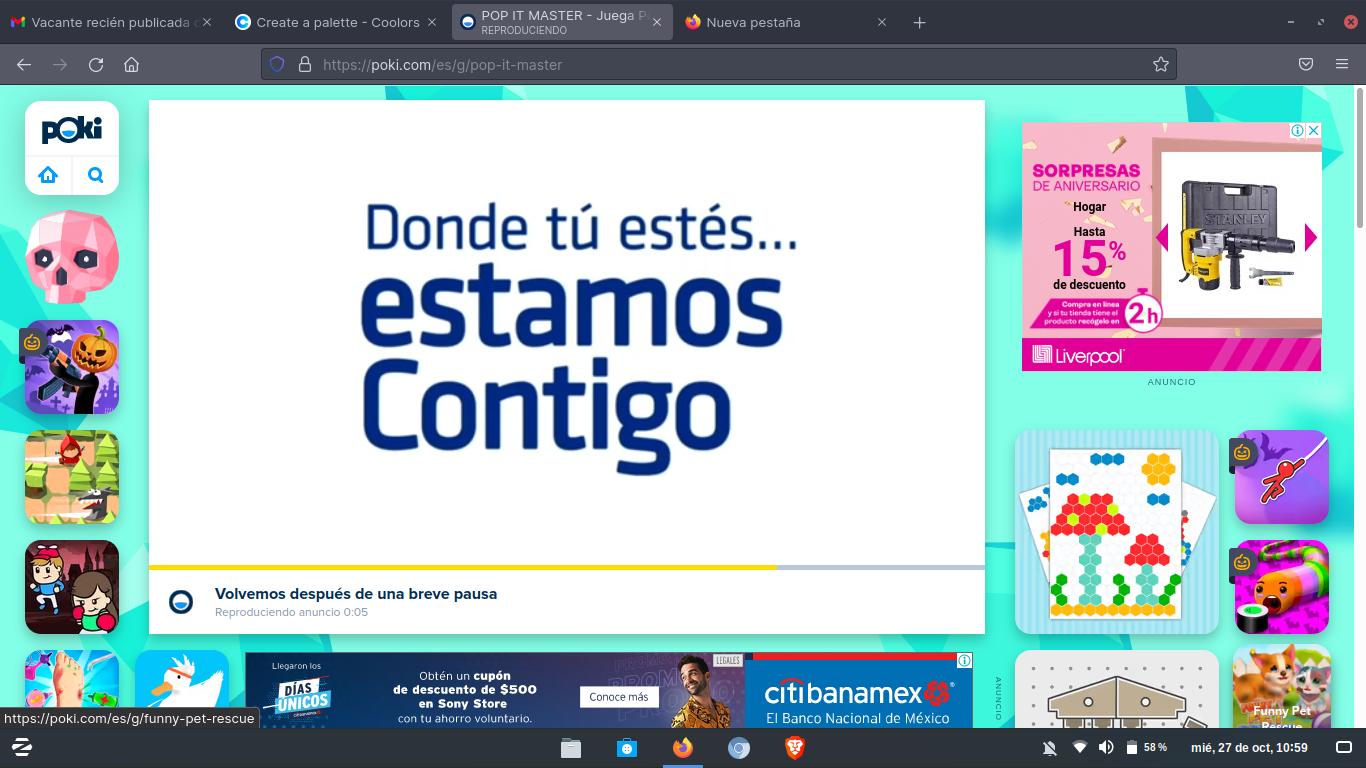 Vacante recién publicada
Create a palette - Coolors
POP IT MASTER - Juega P
REPRODUCIENDO
Nueva pestaña
https://poki.com/es/g/pop-it-master
poki
Donde tú estés...
estamos
Contigo
Volvemos después de una breve pausa
Reproduciendo anuncio 0:05
SORPRESAS
DE ANIVERSARIO
Hogar
Hasta
15%
de descuento
Compra en línea
y si tu tienda tiene el
producto recógelo en
2h
STANLEY
Liverpool
ANUNCIO
Llegaron los
DÍAS
ÚNICOS
citibanamex
Obtén un cupón
de descuento de $500
en Sony Store
con tu ahorro voluntario.
Conoce más
PROMO
LEGALES
citibanamex
El Banco Nacional de México
ANUNCIO
Funny Pet
Rescue
https://poki.com/es/g/funny-pet-rescue
58 %
mié, 27 de oct, 10:59